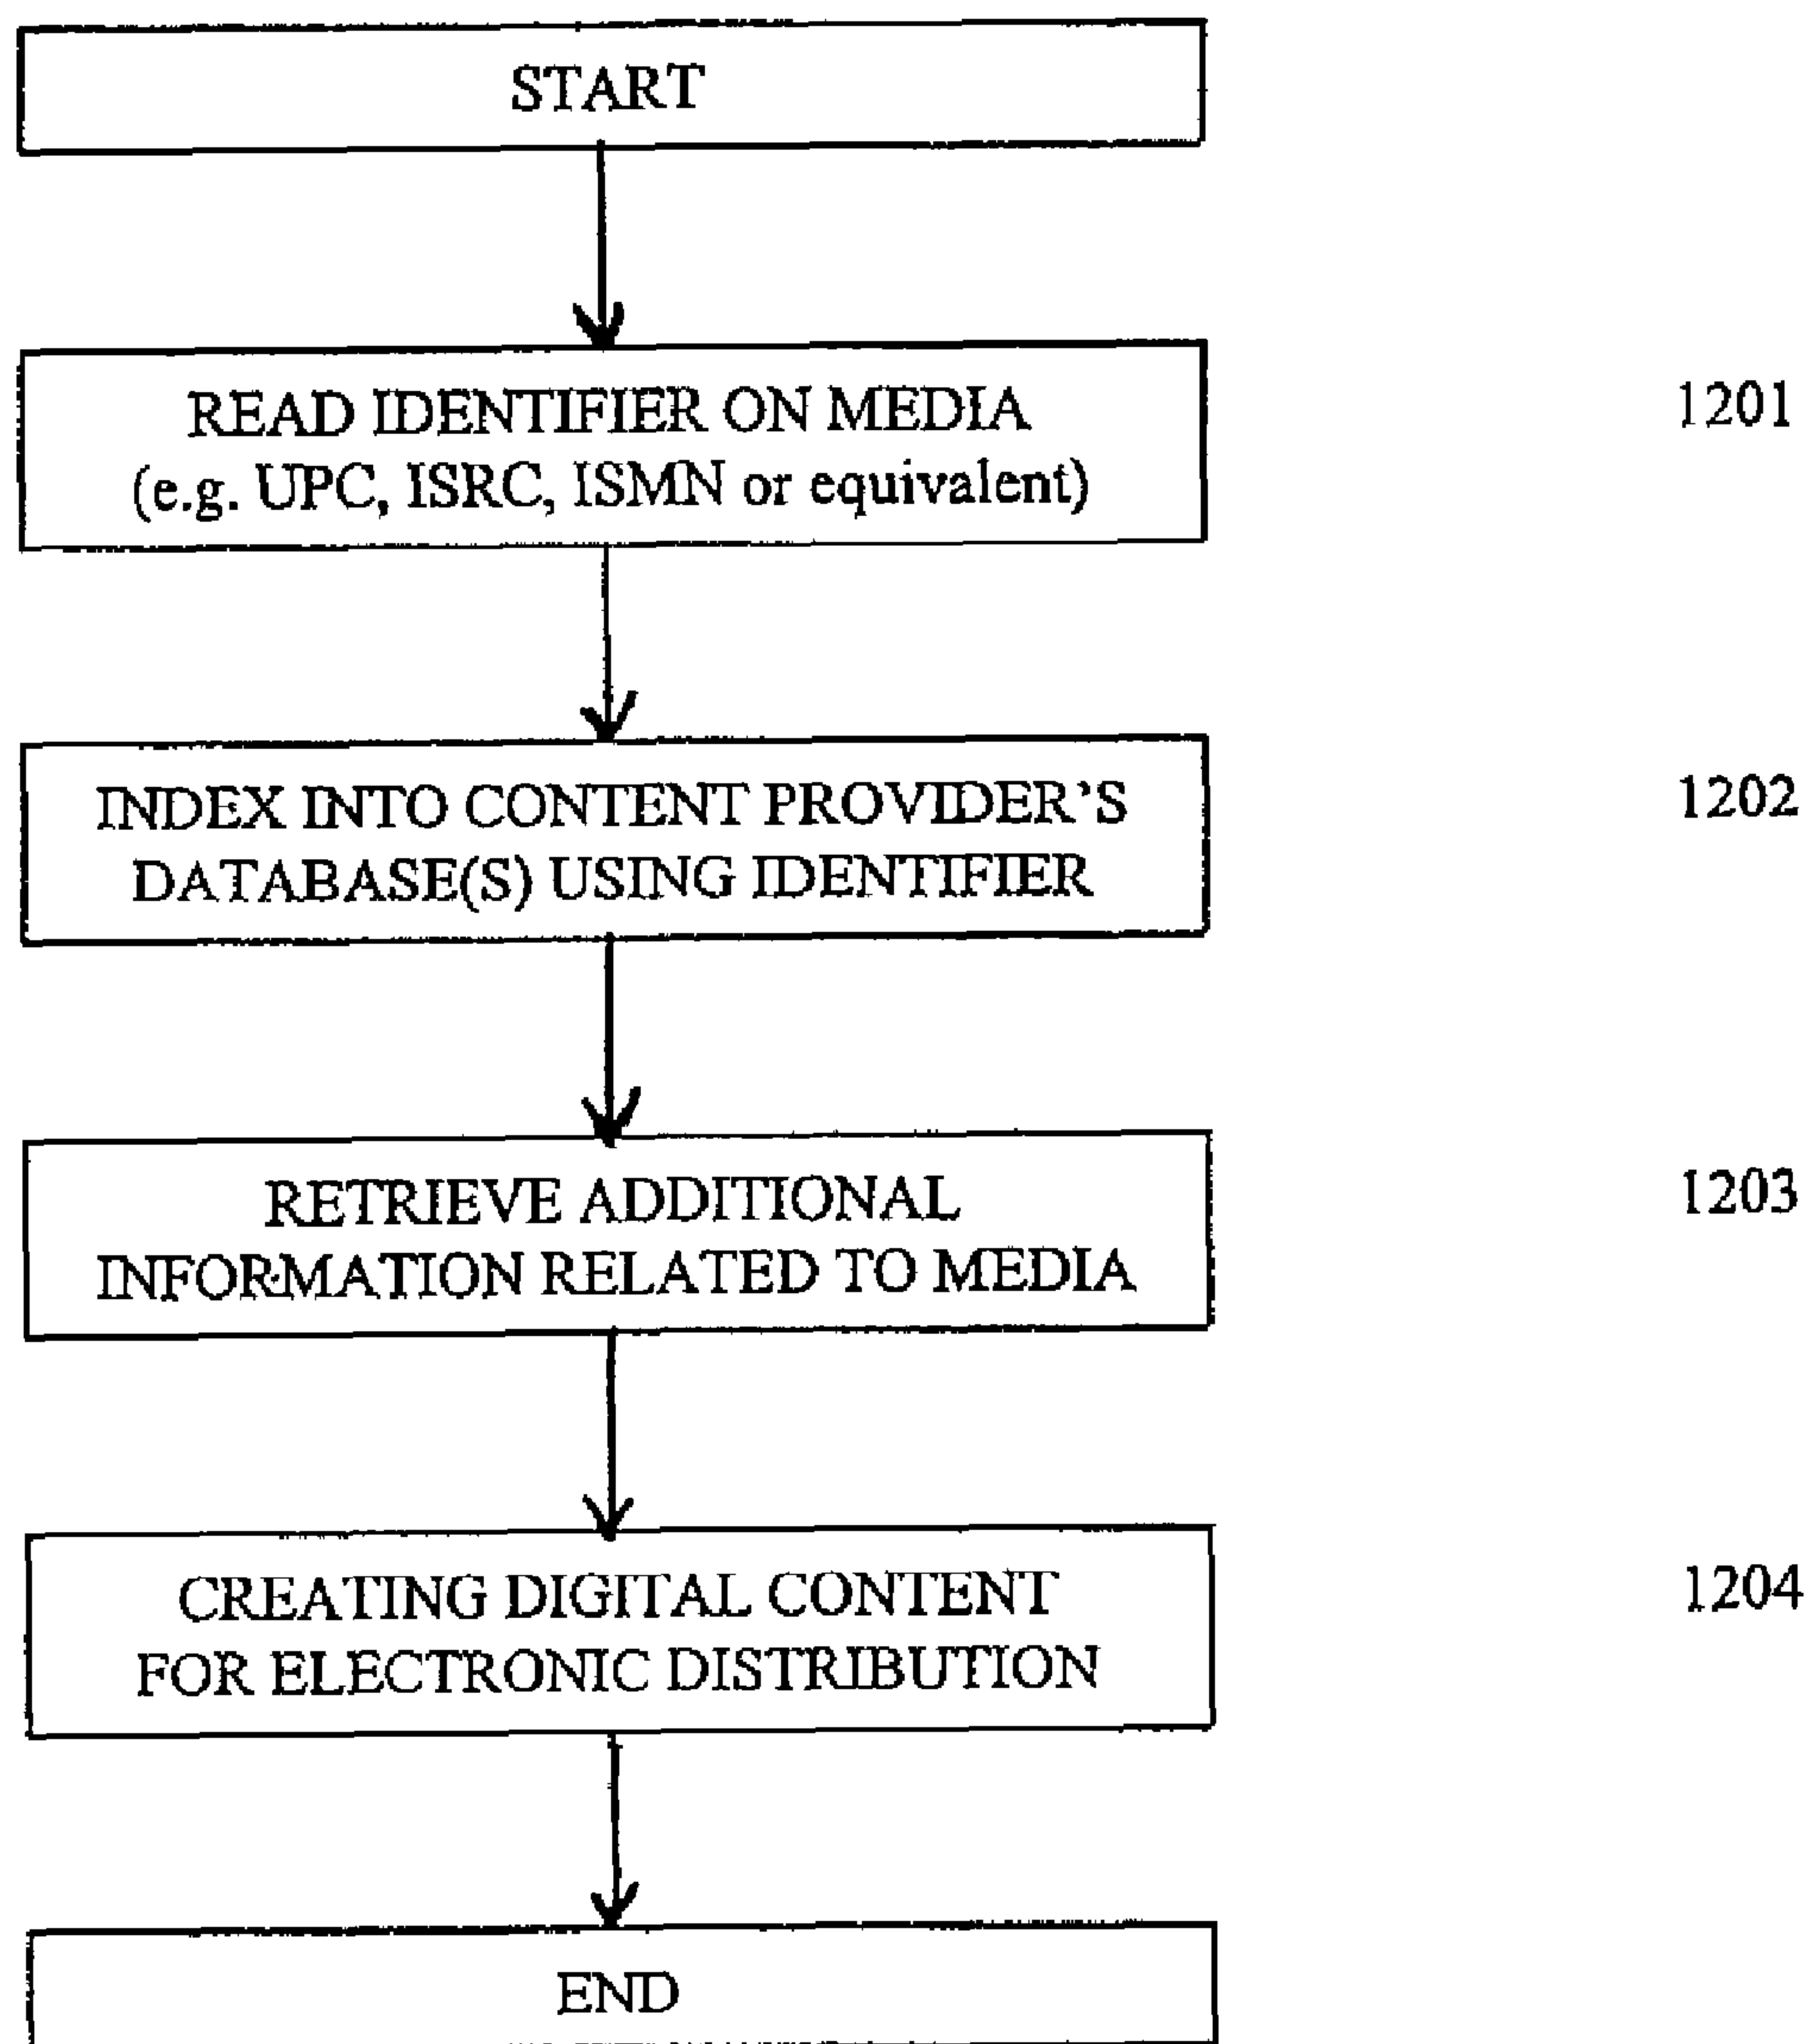 START
READ IDENTIFIER ON MEDIA
(e.g. UPC, ISRC, ISMN or equivalent)
1201
INDEX INTO CONTENT PROVIDER'S
DATABASE(S) USING IDENTIFIER
1202
RETRIEVE ADDITIONAL
INFORMATION RELATED TO MEDIA
1203
CREATING DIGITAL CONTENT
FOR ELECTRONIC DISTRIBUTION
1204
END